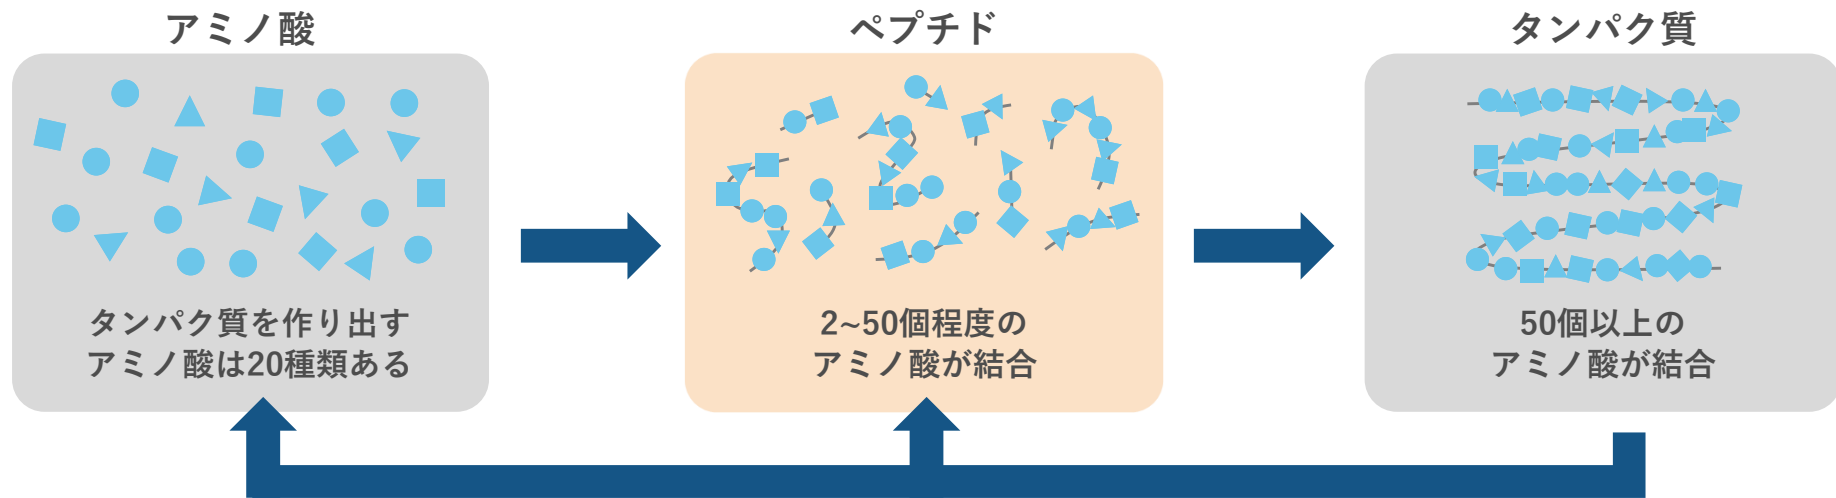 アミノ酸
タンパク質を作り出す
アミノ酸は20種類ある
ペプチド
2~50個程度の
アミノ酸が結合
タンパク質
50個以上の
アミノ酸が結合